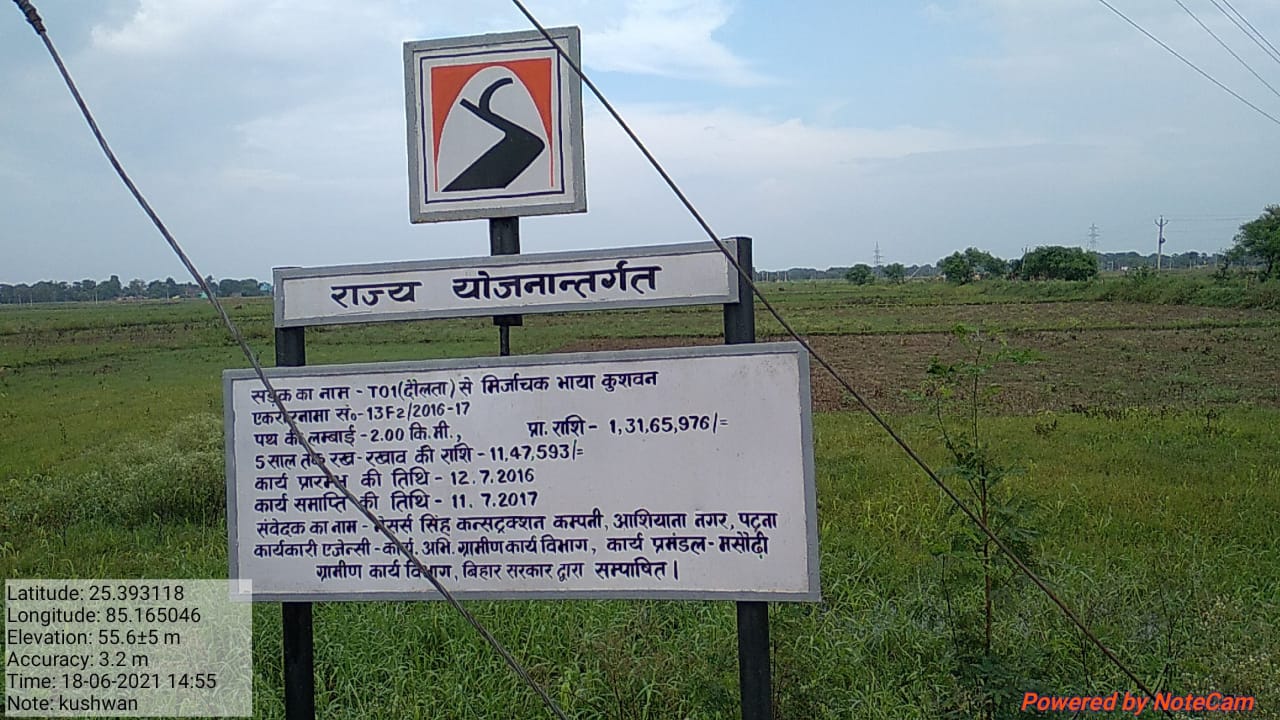 राज्य योजनान्तर्गत
सड़क का नाम - T01(दौलता) से मिर्जाचक भाया कुशवन
एकरारनामा सं०-13F2/2016-17
पथ की लम्बाई -2.00 कि.मी., प्रा. राशि - 1,31,65,976/=
5 साल तक रख-रखाव की राशि -11,47,593/=
कार्य प्रारम्भ की तिथि - 12.7.2016
कार्य समाप्ति की तिथि - 11.7.2017
संवेदक का नाम - मेसर्स सिंह कन्सट्रक्शन कम्पनी, आशियाना नगर, पटना
कार्यकारी एजेन्सी -कार्य. अभि. ग्रामीण कार्य विभाग, कार्य प्रमंडल-मसौढ़ी
ग्रामीण कार्य विभाग, बिहार सरकार द्वारा सम्पाषित।
Latitude: 25.393118
Longitude: 85.165046
Elevation: 55.6±5 m
Accuracy: 3.2 m
Time: 18-06-2021 14:55
Note: kushwan
Powered by NoteCam